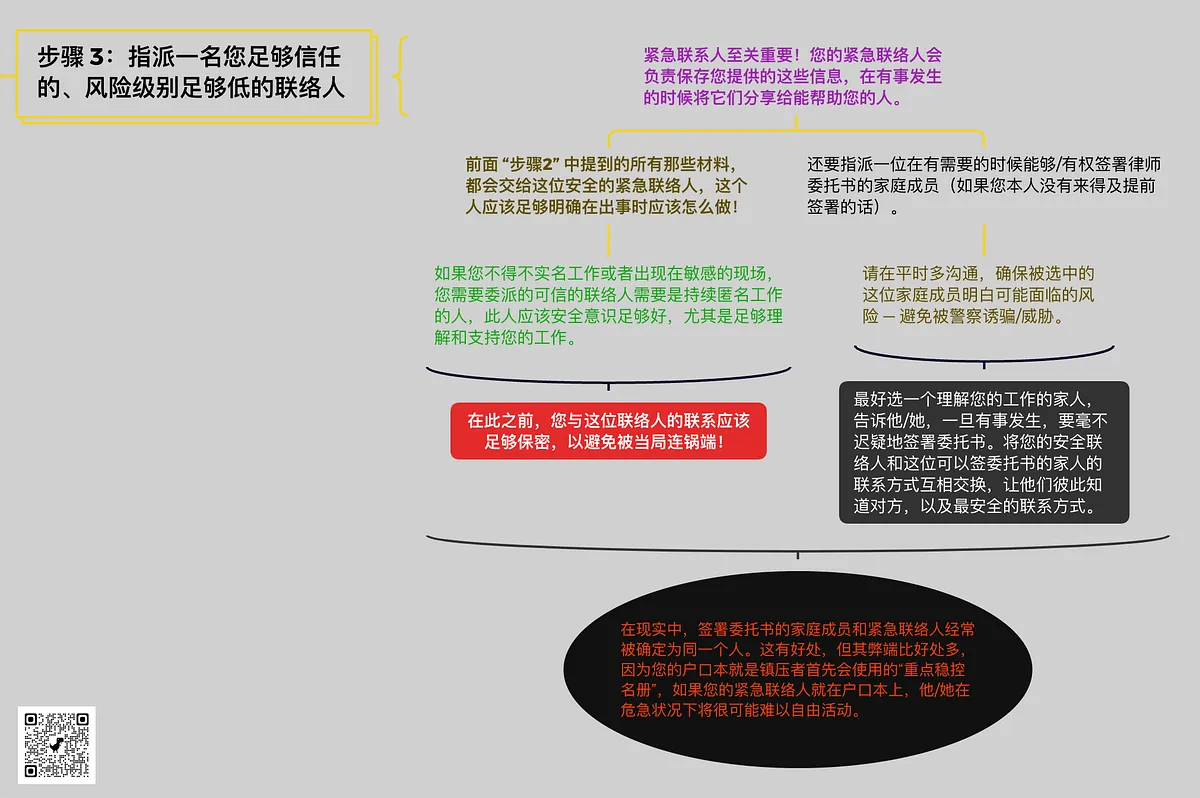 步骤 3：指派一名您足够信任
的、风险级别足够低的联络人
紧急联系人至关重要！您的紧急联络人会
负责保存您提供的这些信息，在有事发生
的时候将它们分享给能帮助您的人。
前面 “步骤2” 中提到的所有那些材料，
都会交给这位安全的紧急联络人，这个
人应该足够明确在出事时应该怎么做！
还要指派一位在有需要的时候能够/有权签署律师
委托书的家庭成员（如果您本人没有来得及提前
签署的话）。
如果您不得不实名工作或者出现在敏感的现场，
您需要委派的可信的联络人需要是持续匿名工作
的人，此人应该安全意识足够好，尤其是足够理
解和支持您的工作。
请在平时多沟通，确保被选中的
这位家庭成员明白可能面临的风
险 — 避免被警察诱骗/威胁。
在此之前，您与这位联络人的联系应该
足够保密，以避免被当局连锅端！
最好选一个理解您的工作的家人，
告诉他/她，一旦有事发生，要毫不
迟疑地签署委托书。将您的安全联
络人和这位可以签委托书的家人的
联系方式互相交换，让他们彼此知
道对方，以及最安全的联系方式。
在现实中，签署委托书的家庭成员和紧急联络人经常
被确定为同一个人。这有好处，但其弊端比好处多，
因为您的户口本就是镇压者首先会使用的“重点稳控
名册”，如果您的紧急联络人就在户口本上，他/她在
危急状况下将很可能难以自由活动。